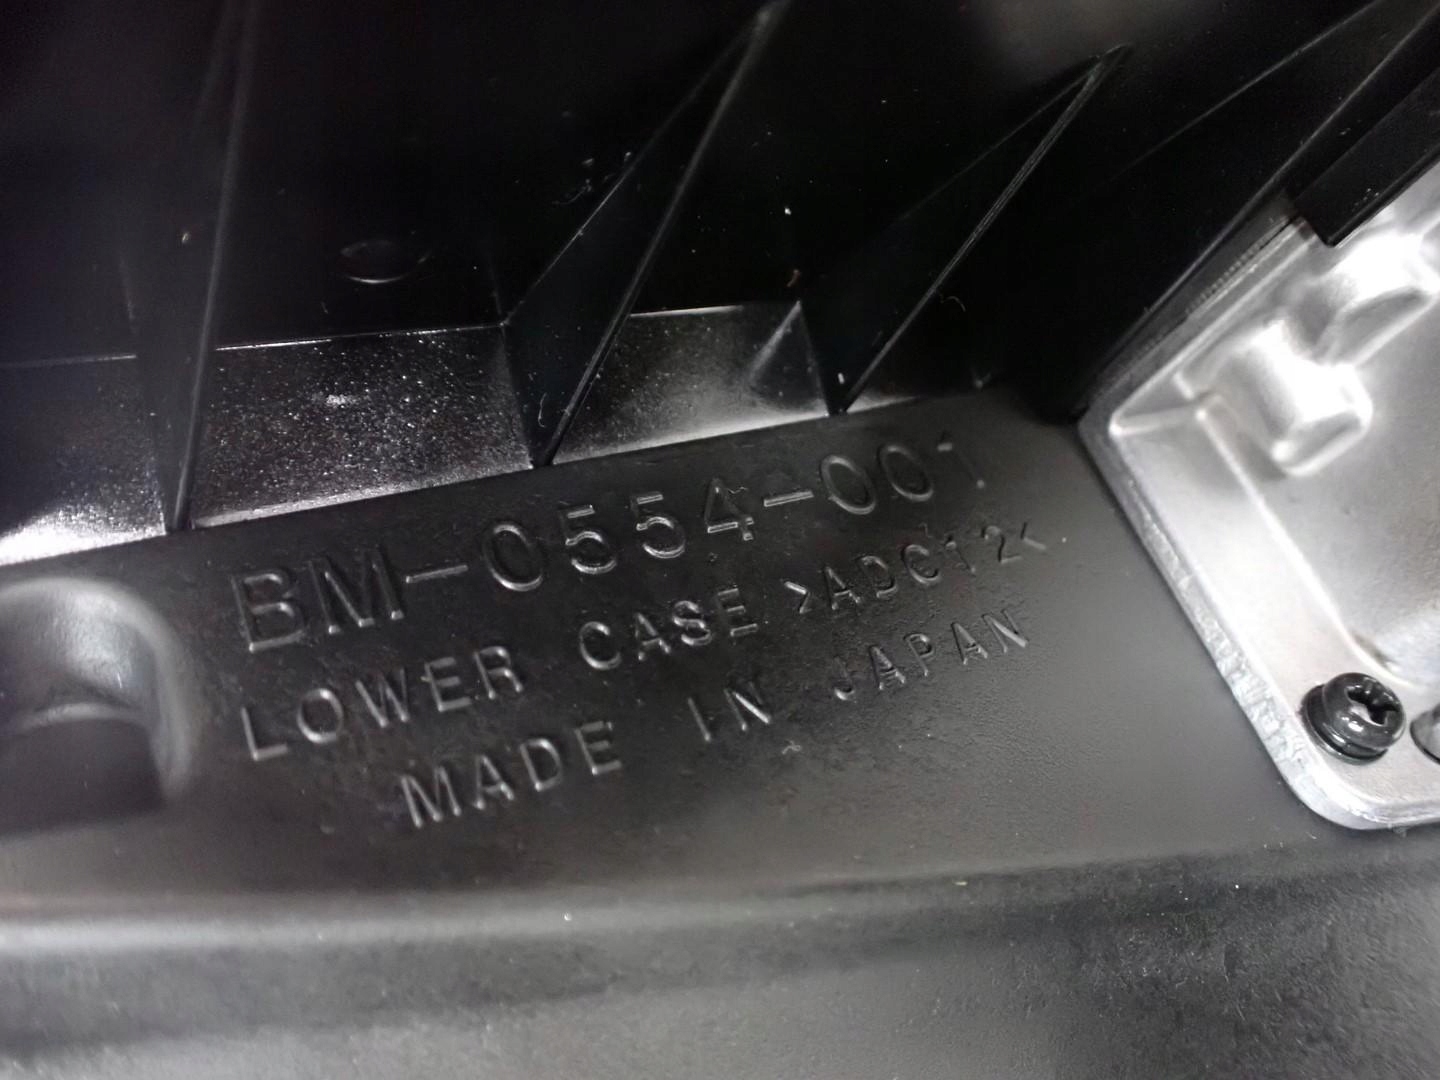 BM-0554-001
LOWER CASE >ADC12<
MADE IN JAPAN